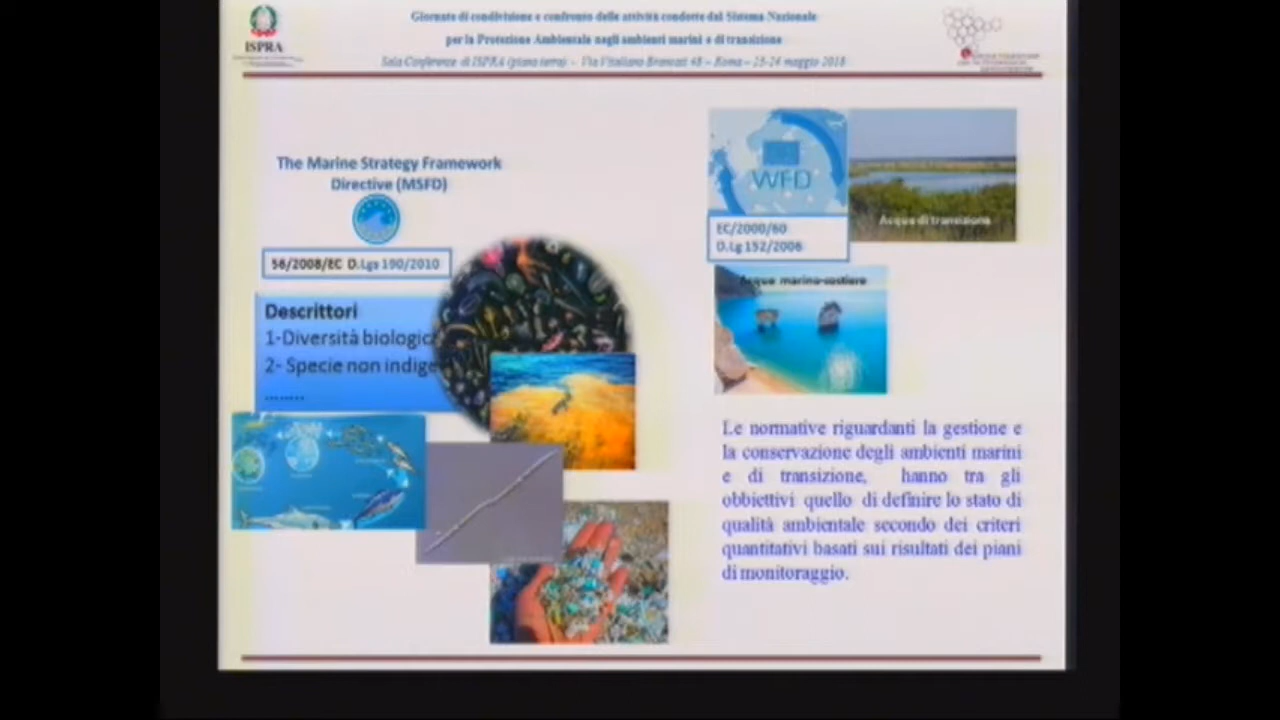 ISPRA
Giornate di condivisione e confronto delle attività condotte dal Sistema Nazionale
per la Protezione Ambientale negli ambienti marini e di transizione
Sala Conferenze di ISPRA (piano terra) - Via Vitaliano Brancati 48 – Roma – 23-24 maggio 2018
The Marine Strategy Framework
Directive (MSFD)
56/2008/EC D.Lgs 190/2010
Descrittori
1-Diversità biologic
2- Specie non indige
........
WFD
EC/2000/60
D.Lg 152/2006
Acqua di transizione
Acque marino-costiere
Le normative riguardanti la gestione e
la conservazione degli ambienti marini
e di transizione, hanno tra gli
obbiettivi quello di definire lo stato di
qualità ambientale secondo dei criteri
quantitativi basati sui risultati dei piani
di monitoraggio.